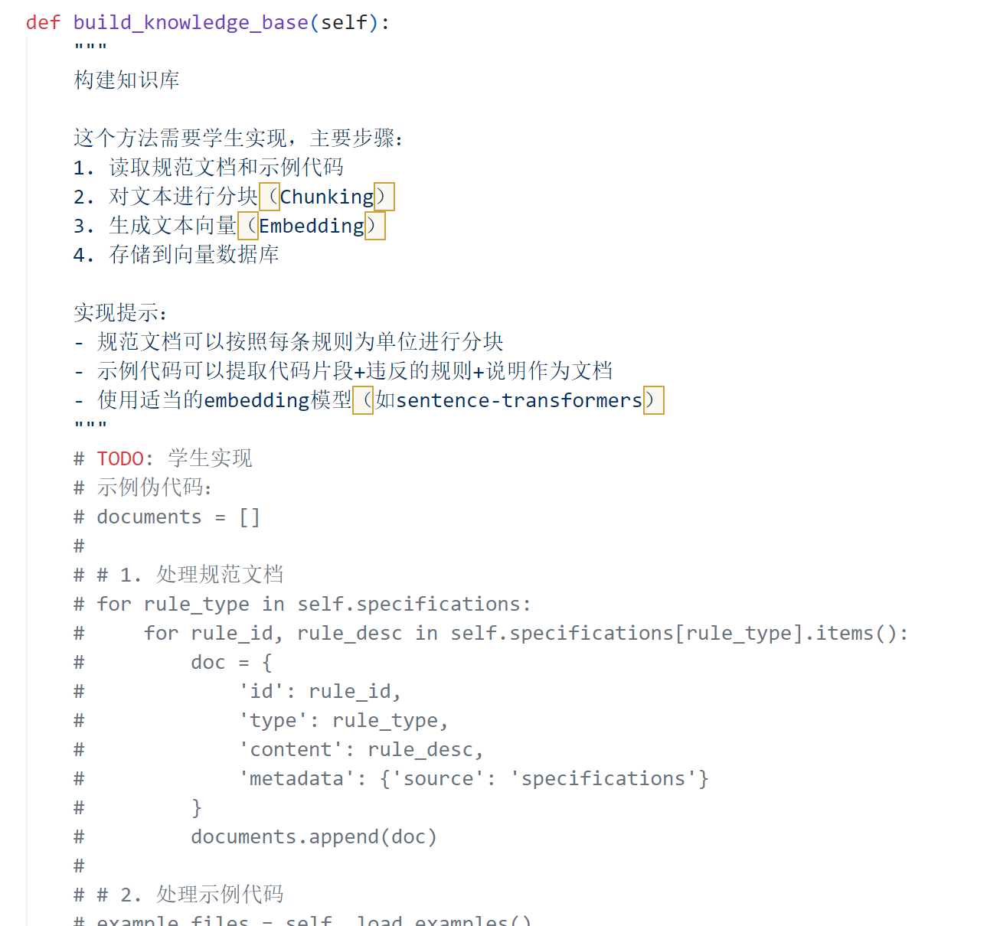 def build_knowledge_base(self):
    """
    构建知识库

    这个方法需要学生实现，主要步骤：
    1. 读取规范文档和示例代码
    2. 对文本进行分块（Chunking）
    3. 生成文本向量（Embedding）
    4. 存储到向量数据库

    实现提示：
    - 规范文档可以按照每条规则为单位进行分块
    - 示例代码可以提取代码片段+违反的规则+说明作为文档
    - 使用适当的embedding模型（如sentence-transformers）
    """
    # TODO: 学生实现
    # 示例伪代码：
    # documents = []
    #
    # # 1. 处理规范文档
    # for rule_type in self.specifications:
    #     for rule_id, rule_desc in self.specifications[rule_type].items():
    #         doc = {
    #             'id': rule_id,
    #             'type': rule_type,
    #             'content': rule_desc,
    #             'metadata': {'source': 'specifications'}
    #         }
    #         documents.append(doc)
    #
    # # 2. 处理示例代码
    # example_files = self._load_examples()